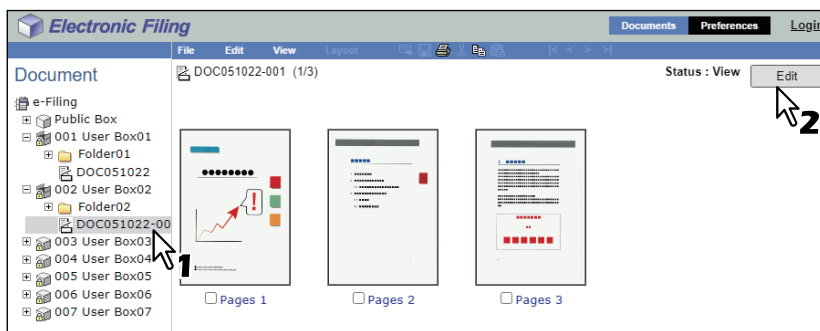 Electronic Filing
Documents Preferences Login
File Edit View Layout |< < > >|
Document
DOC051022-001 (1/3)
Status : View Edit
2
e-Filing
Public Box
001 User Box01
Folder01
DOC051022
002 User Box02
Folder02
DOC051022-00
003 User Box03
004 User Box04
005 User Box05
006 User Box06
007 User Box07
1
Pages 1 Pages 2 Pages 3